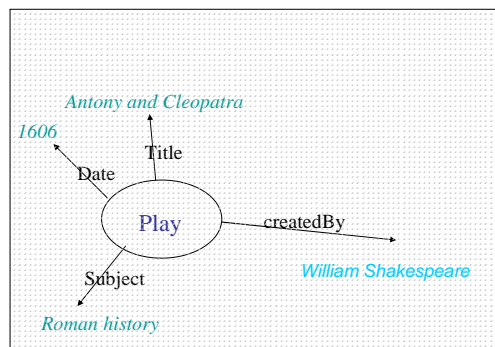 Antony and Cleopatra
1606
Title
Date
Play
createdBy
William Shakespeare
Subject
Roman history